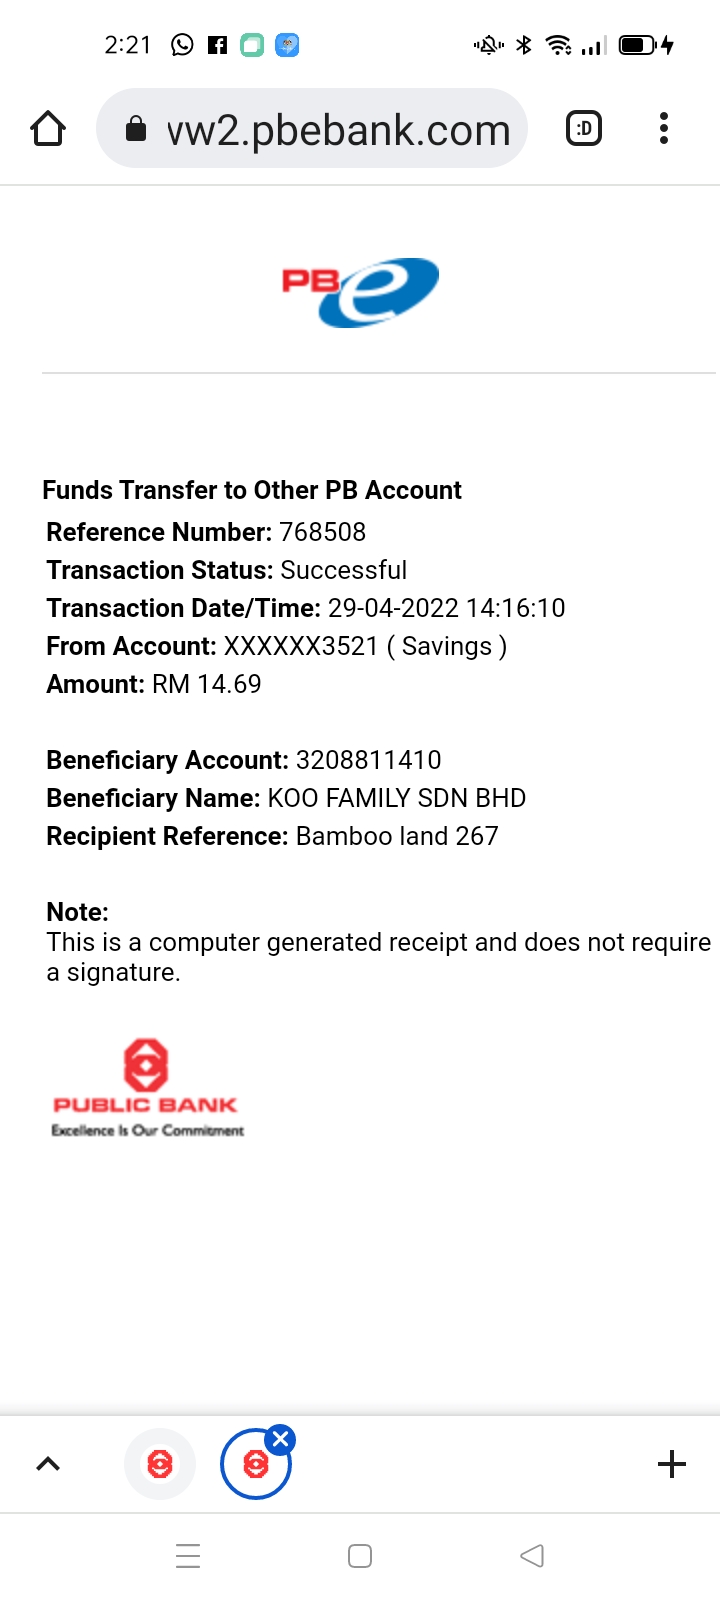 2:21
vw2.pbebank.com
:D
PBe
Funds Transfer to Other PB Account
Reference Number: 768508
Transaction Status: Successful
Transaction Date/Time: 29-04-2022 14:16:10
From Account: XXXXXX3521 ( Savings )
Amount: RM 14.69
Beneficiary Account: 3208811410
Beneficiary Name: KOO FAMILY SDN BHD
Recipient Reference: Bamboo land 267
Note:
This is a computer generated receipt and does not require
a signature.
PUBLIC BANK
Excellence Is Our Commitment